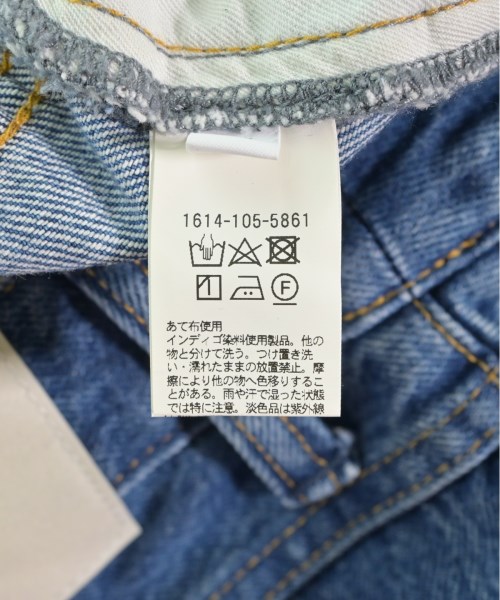 1614-105-5861
F
あて布使用
インディゴ染料使用製品。他の
物と分けて洗う。つけ置き洗
い・濡れたままの放置禁止。摩
擦により他の物へ色移りするこ
とがある。雨や汗で湿った状態
では特に注意。淡色品は紫外線